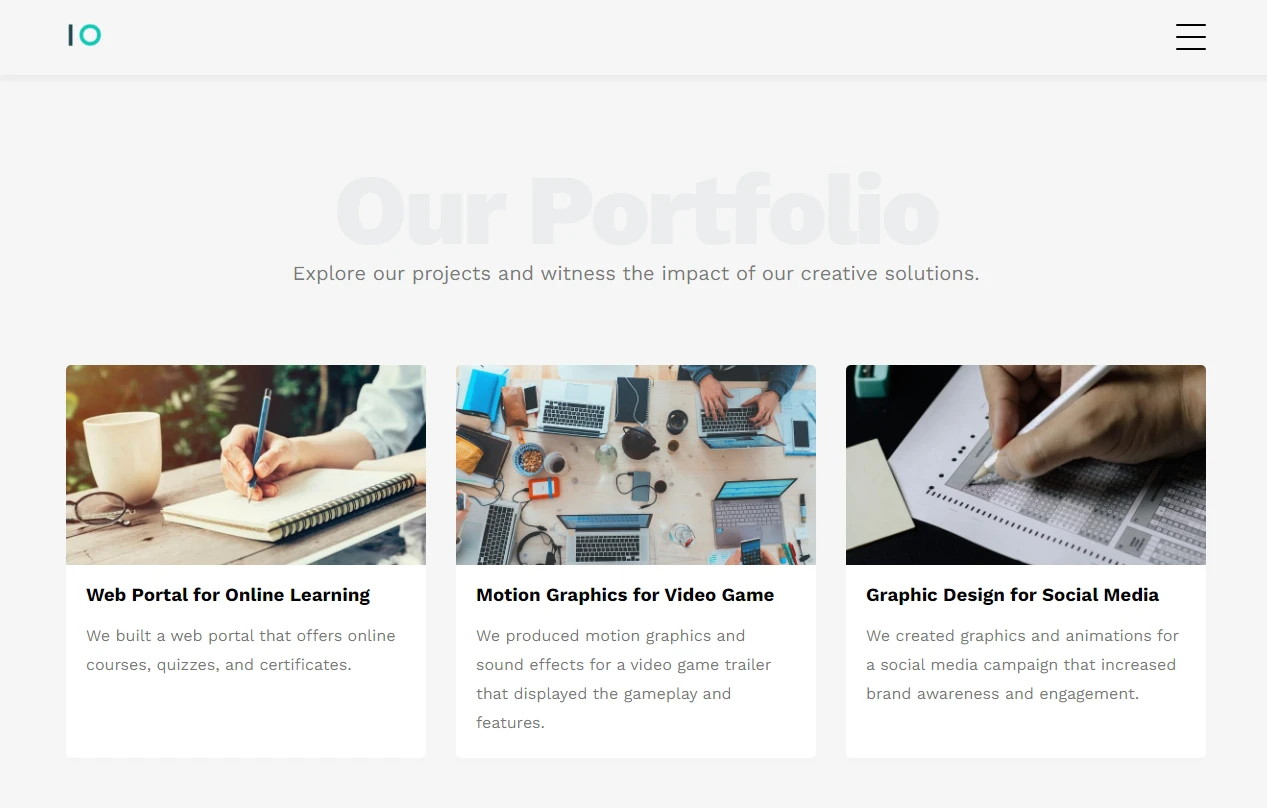 IO
Our Portfolio
Explore our projects and witness the impact of our creative solutions.
Web Portal for Online Learning
We built a web portal that offers online
courses, quizzes, and certificates.
Motion Graphics for Video Game
We produced motion graphics and
sound effects for a video game trailer
that displayed the gameplay and
features.
Graphic Design for Social Media
We created graphics and animations for
a social media campaign that increased
brand awareness and engagement.